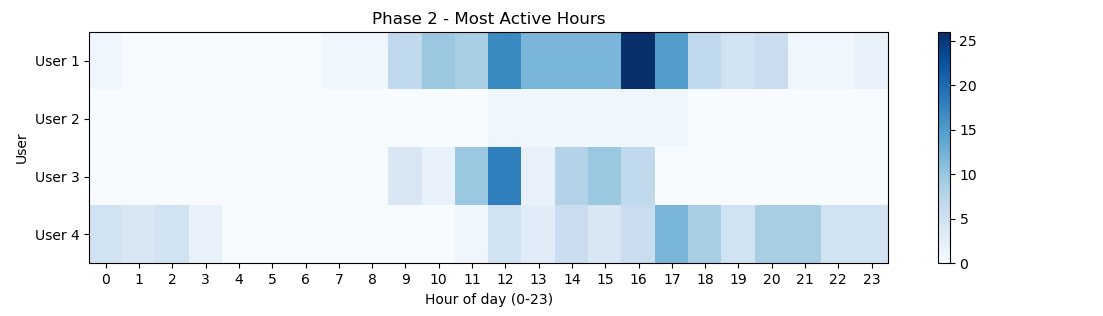 Phase 2 - Most Active Hours
User
User 1
User 2
User 3
User 4
0 1 2 3 4 5 6 7 8 9 10 11 12 13 14 15 16 17 18 19 20 21 22 23
Hour of day (0-23)
25
20
15
10
5
0